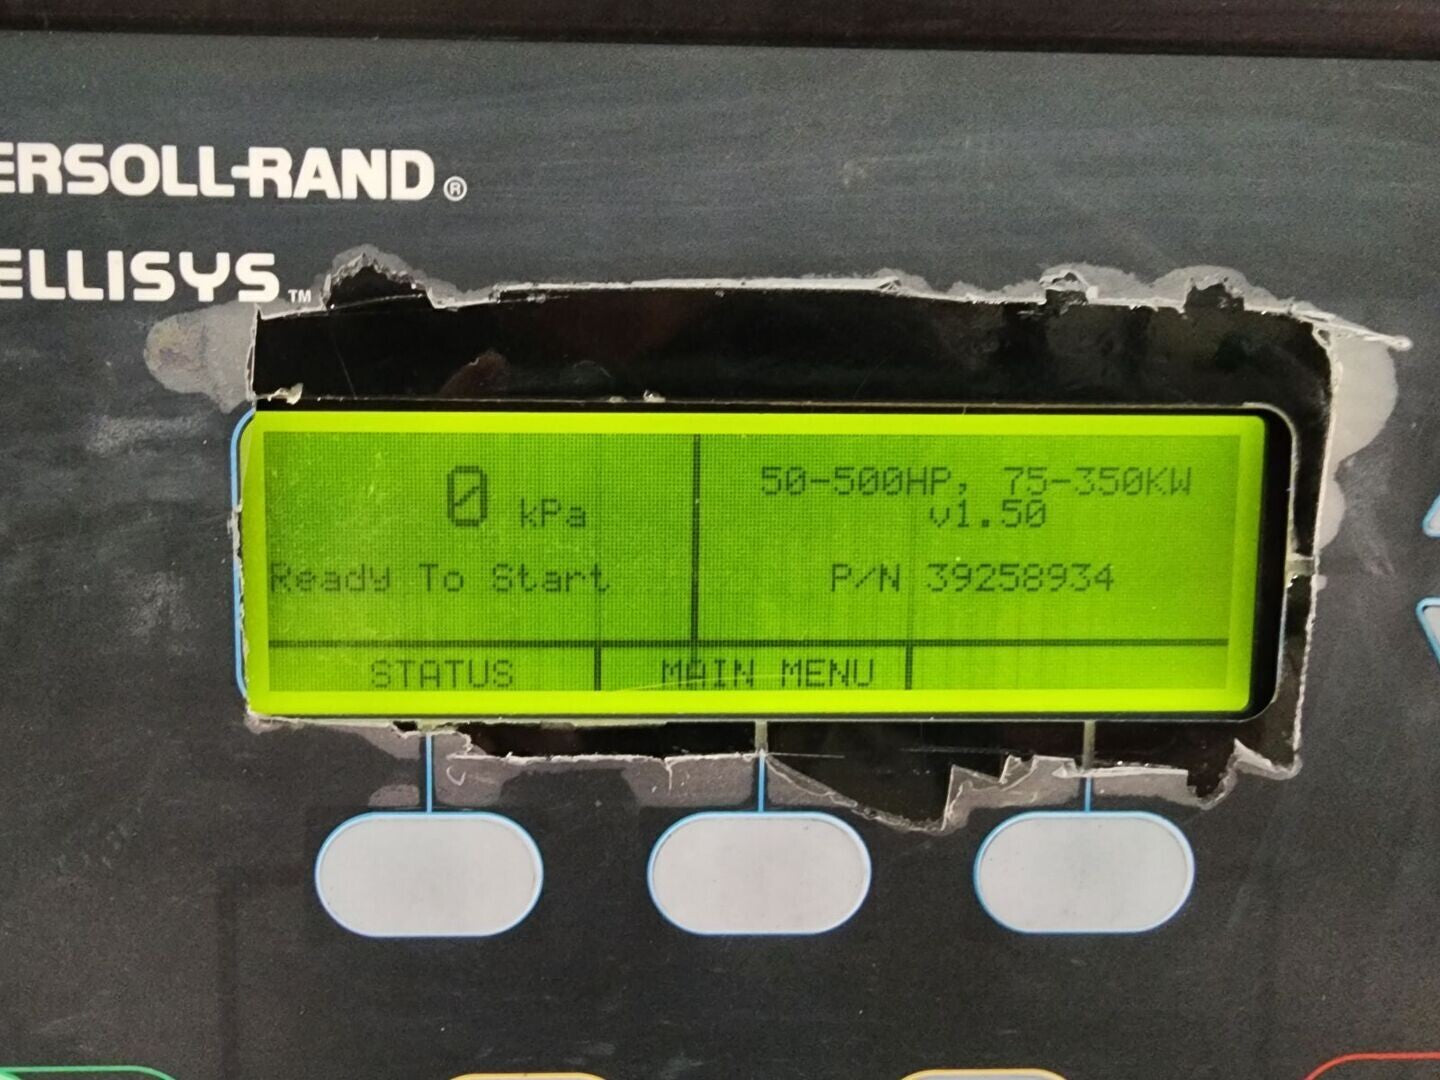 ERSOLL-RAND®
ELLISYS™
0 kPa
50-500HP, 75-350KW
v1.50
Ready To Start
P/N 39258934
STATUS
MAIN MENU